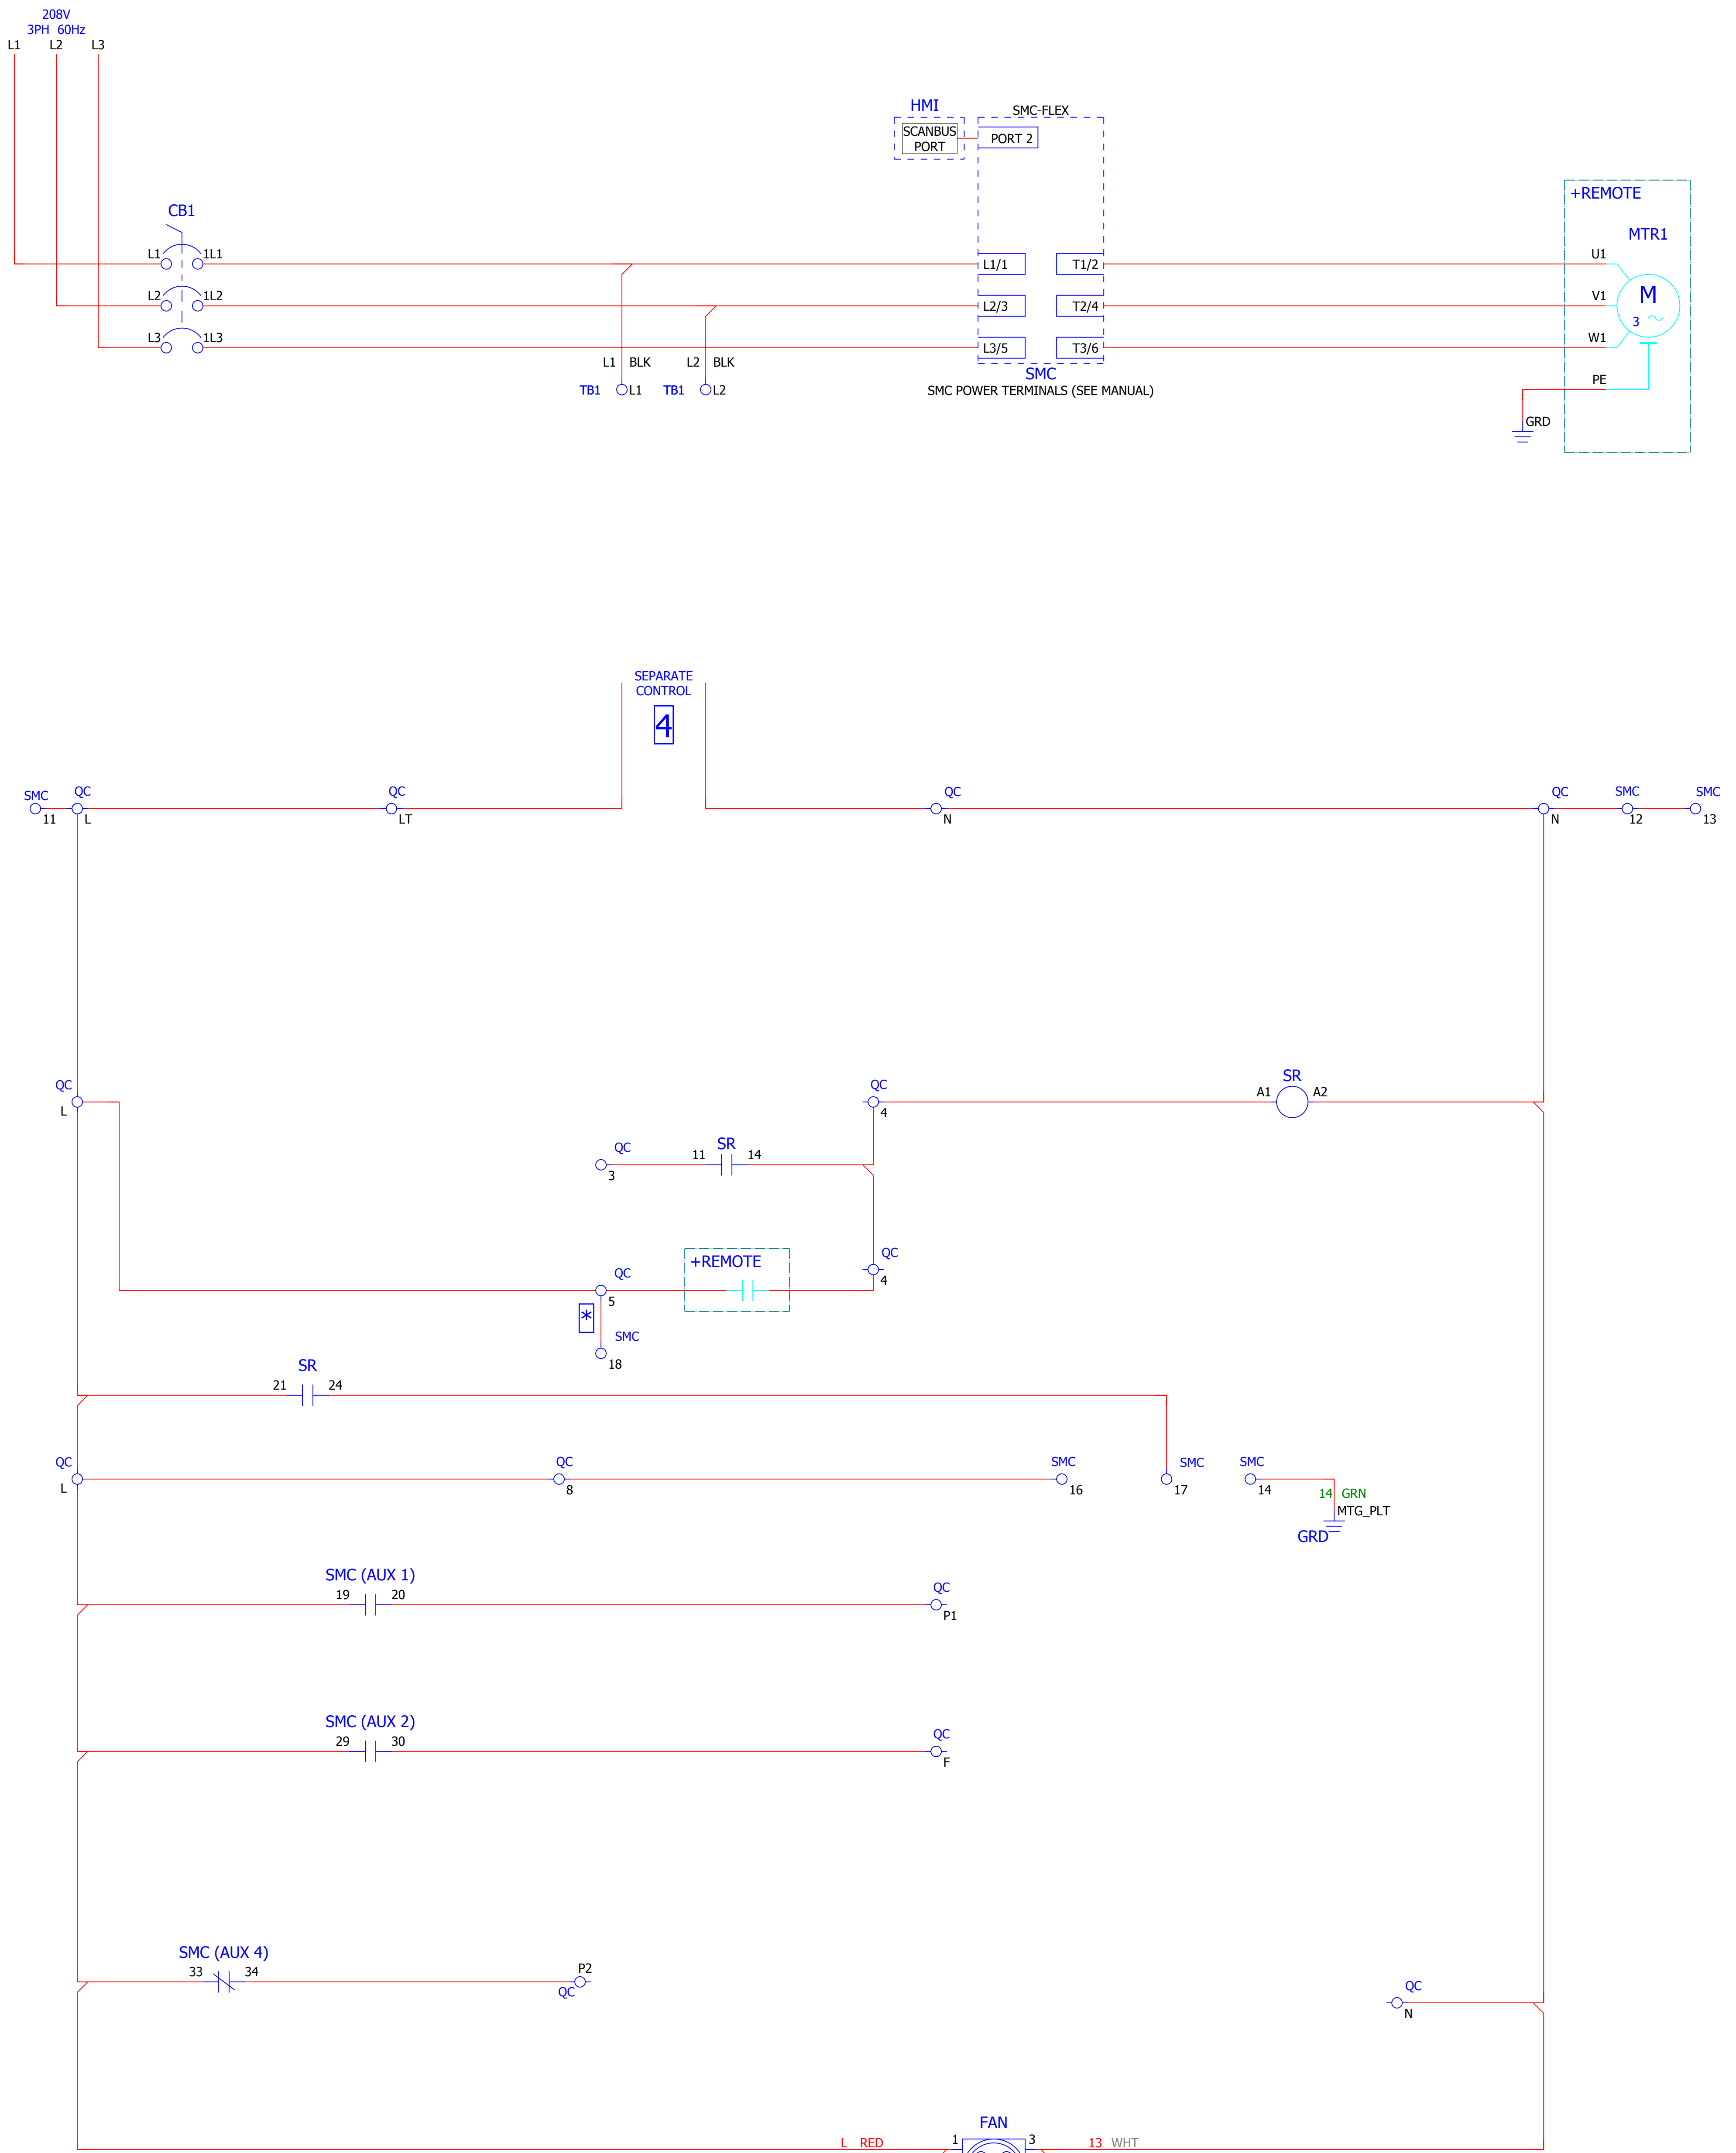 208V
3PH 60Hz
L1 L2 L3
HMI
SCANBUS
PORT
SMC-FLEX
PORT 2
+REMOTE
MTR1
CB1
L1 1L1
L1/1 T1/2
U1
L2 1L2
L2/3 T2/4
V1
M
3
L3 1L3
L3/5 T3/6
W1
L1 BLK
L2 BLK
TB1 L1
TB1 L2
SMC
SMC POWER TERMINALS (SEE MANUAL)
PE
GRD
SEPARATE
CONTROL
4
SMC
11
QC
L
QC
LT
QC
N
QC
N
SMC
12
SMC
13
QC
L
QC
4
SR
A1 A2
QC
3
SR
11 14
QC
5
+REMOTE
QC
4
*
SMC
18
SR
21 24
QC
L
QC
8
SMC
16
SMC
17
SMC
14
14 GRN
MTG_PLT
GRD
SMC (AUX 1)
19 20
QC
P1
SMC (AUX 2)
29 30
QC
F
SMC (AUX 4)
33 34
P2
QC
QC
N
FAN
L RED
1 3
13 WHT